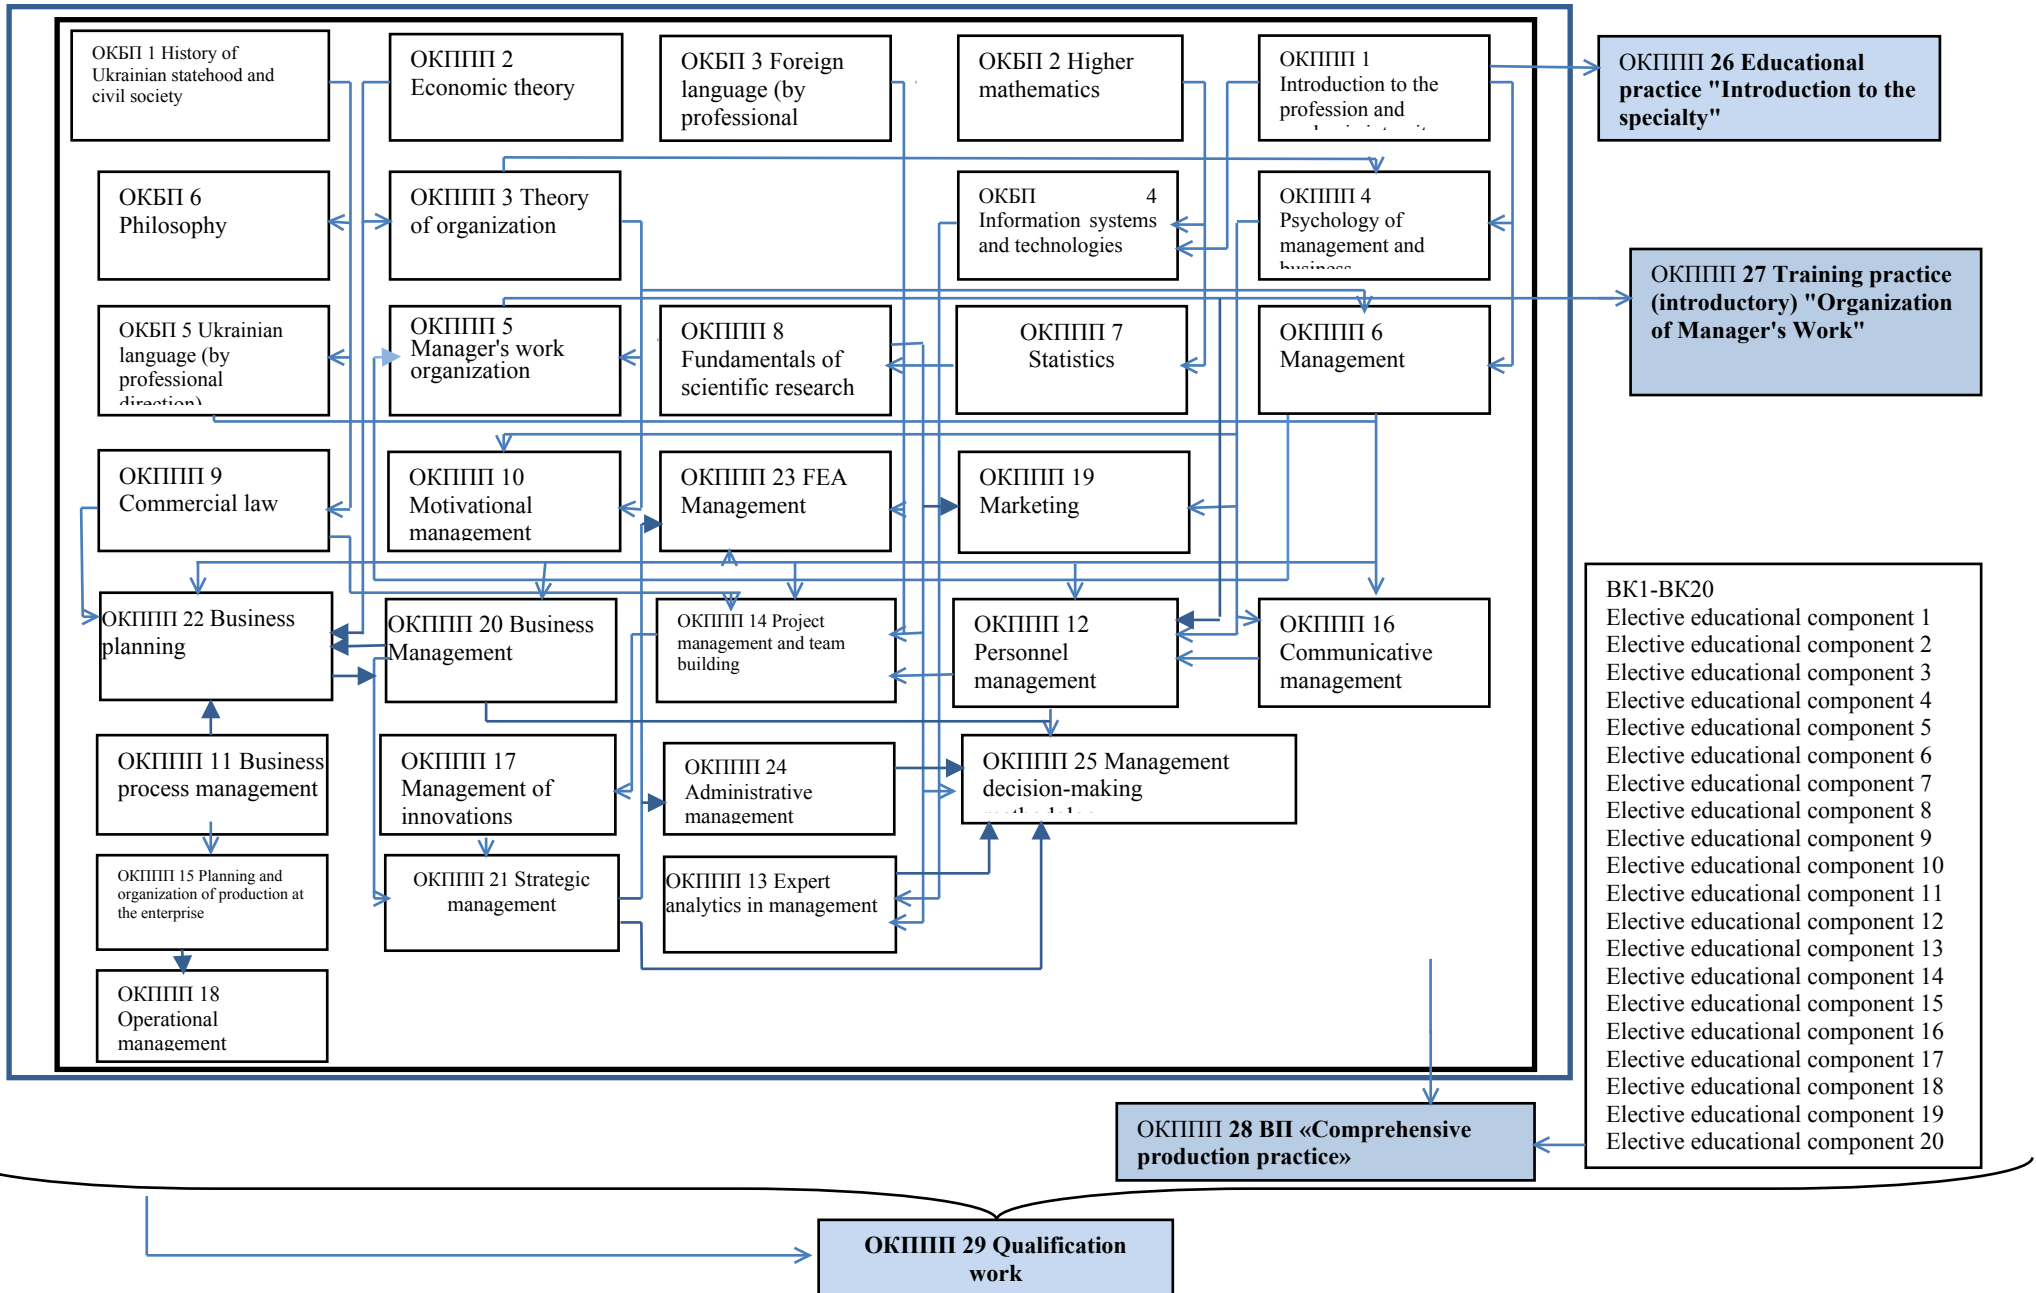 ОКБП 1 History of
Ukrainian statehood and
civil society
ОКППП 2
Economic theory
ОКБП 3 Foreign
language (by
professional
ОКБП 2 Higher
mathematics
ОКППП 1
Introduction to the
profession and
ОКППП 26 Educational
practice "Introduction to the
specialty"
ОКБП 6
Philosophy
ОКППП 3 Theory
of organization
ОКБП 4
Information systems
and technologies
ОКППП 4
Psychology of
management and
business
ОКППП 27 Training practice
(introductory) "Organization
of Manager's Work"
ОКБП 5 Ukrainian
language (by
professional
direction)
ОКППП 5
Manager's work
organization
ОКППП 8
Fundamentals of
scientific research
ОКППП 7
Statistics
ОКППП 6
Management
ОКППП 9
Commercial law
ОКППП 10
Motivational
management
ОКППП 23 FEA
Management
ОКППП 19
Marketing
ОКППП 22 Business
planning
ОКППП 20 Business
Management
ОКППП 14 Project
management and team
building
ОКППП 12
Personnel
management
ОКППП 16
Communicative
management
ОКППП 11 Business
process management
ОКППП 17
Management of
innovations
ОКППП 24
Administrative
management
ОКППП 25 Management
decision-making
ОКППП 15 Planning and
organization of production at
the enterprise
ОКППП 21 Strategic
management
ОКППП 13 Expert
analytics in management
ОКППП 18
Operational
management
ВК1-ВК20
Elective educational component 1
Elective educational component 2
Elective educational component 3
Elective educational component 4
Elective educational component 5
Elective educational component 6
Elective educational component 7
Elective educational component 8
Elective educational component 9
Elective educational component 10
Elective educational component 11
Elective educational component 12
Elective educational component 13
Elective educational component 14
Elective educational component 15
Elective educational component 16
Elective educational component 17
Elective educational component 18
Elective educational component 19
Elective educational component 20
ОКППП 28 ВП «Comprehensive
production practice»
ОКППП 29 Qualification
work